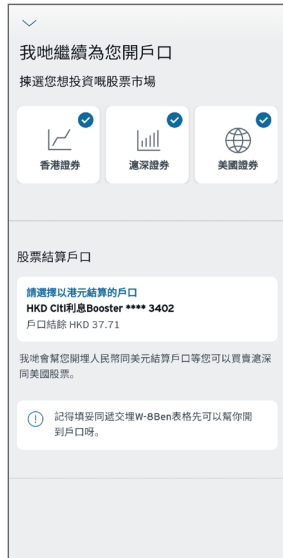 我哋繼續為您開戶口
揀選您想投資嘅股票市場
香港證券
滬深證券
美國證券
股票結算戶口
請選擇以港元結算的戶口
HKD Citi利息Booster **** 3402
戶口結餘 HKD 37.71
我哋會幫您開埋人民幣同美元結算戶口等您可以買賣滬深
同美國股票。
記得填妥同遞交埋W-8Ben表格先可以幫你開
到戶口呀。